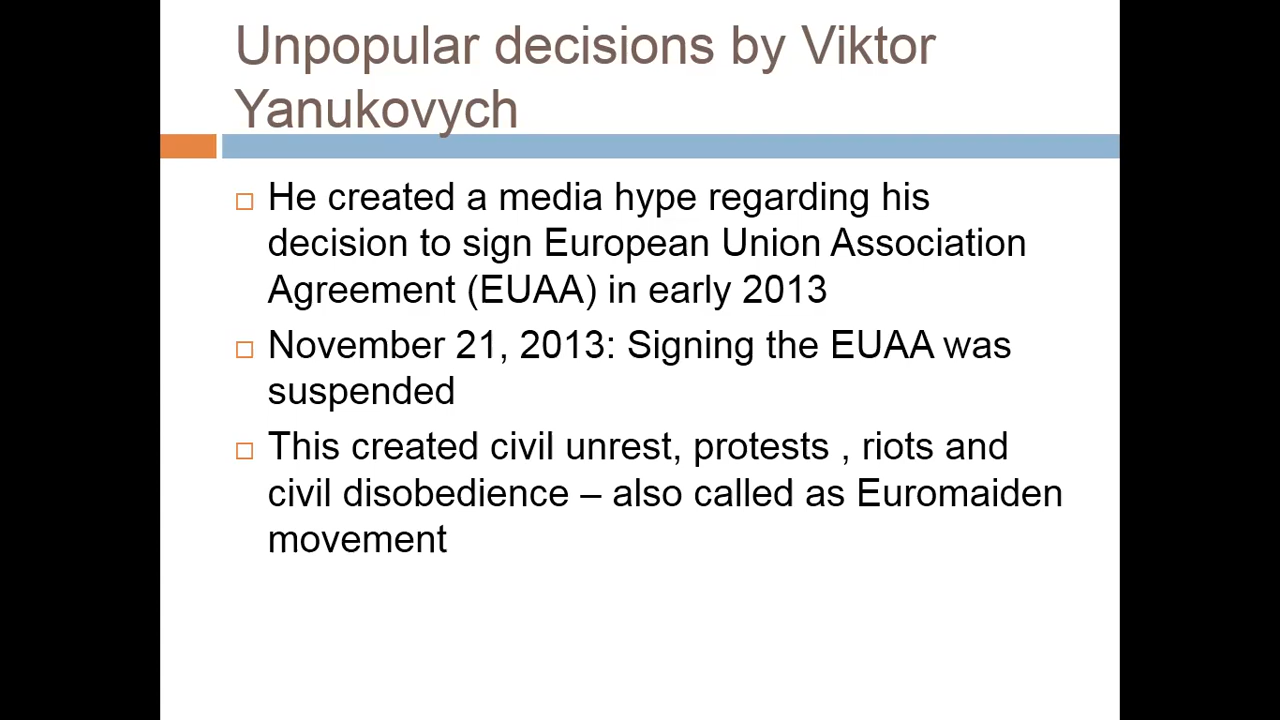 Unpopular decisions by Viktor
Yanukovych
He created a media hype regarding his
decision to sign European Union Association
Agreement (EUAA) in early 2013
November 21, 2013: Signing the EUAA was
suspended
This created civil unrest, protests , riots and
civil disobedience – also called as Euromaiden
movement